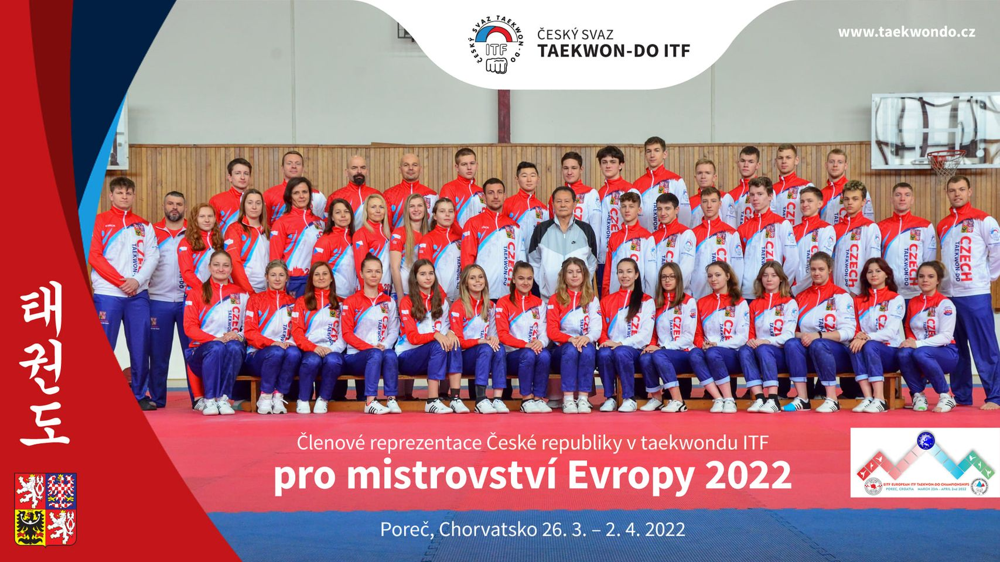 ČESKÝ SVAZ TAEKWON-DO
ITF
ČESKÝ SVAZ
TAEKWON-DO ITF
www.taekwondo.cz
태권도
CZECH
TAEKWON-DO
Členové reprezentace České republiky v taekwondu ITF
pro mistrovství Evropy 2022
Poreč, Chorvatsko 26. 3. – 2. 4. 2022
EITF EUROPEAN ITF TAEKWON-DO CHAMPIONSHIPS
POREC, CROATIA MARCH 25th - APRIL 2nd 2022